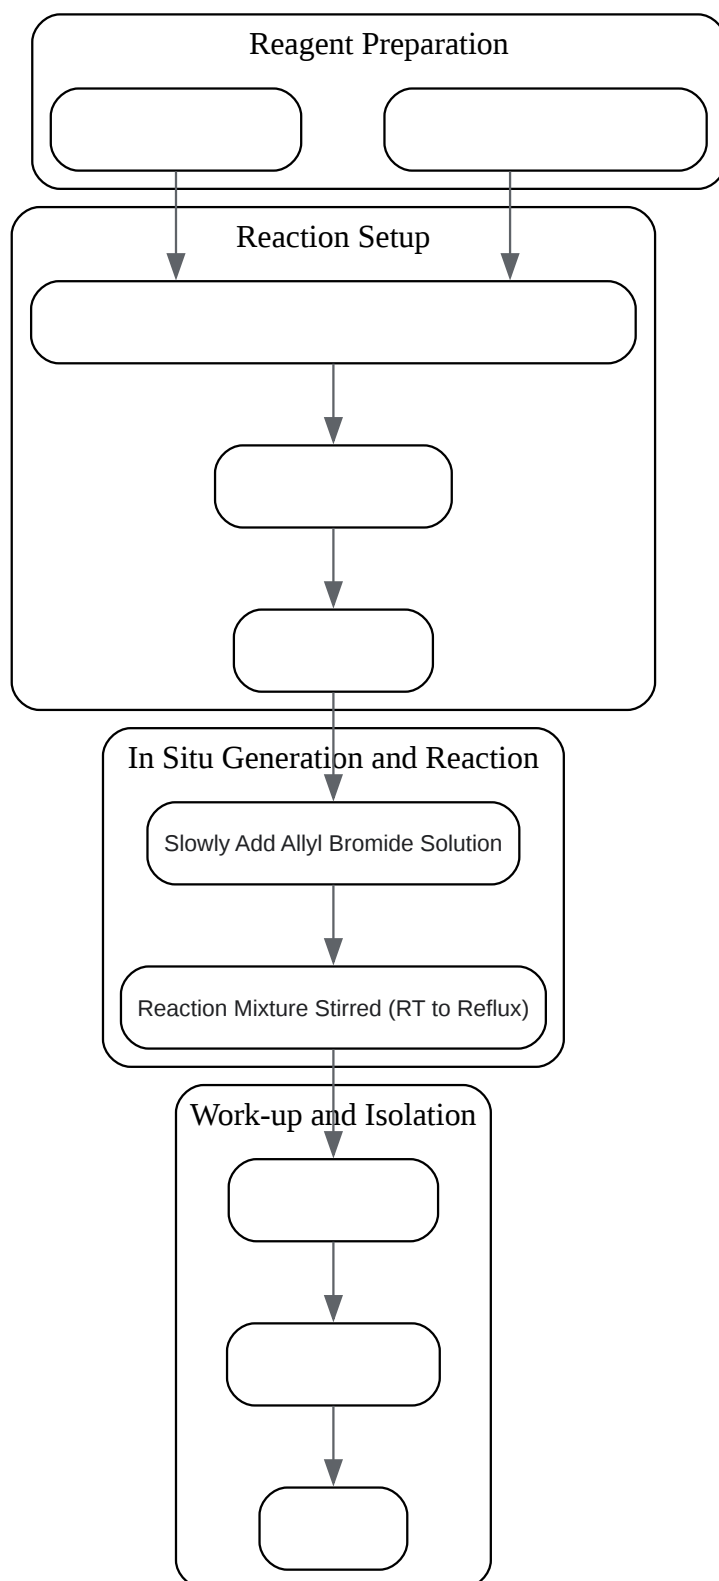 Reagent Preparation
Reaction Setup
In Situ Generation and Reaction
Slowly Add Allyl Bromide Solution
Reaction Mixture Stirred (RT to Reflux)
Work-up and Isolation